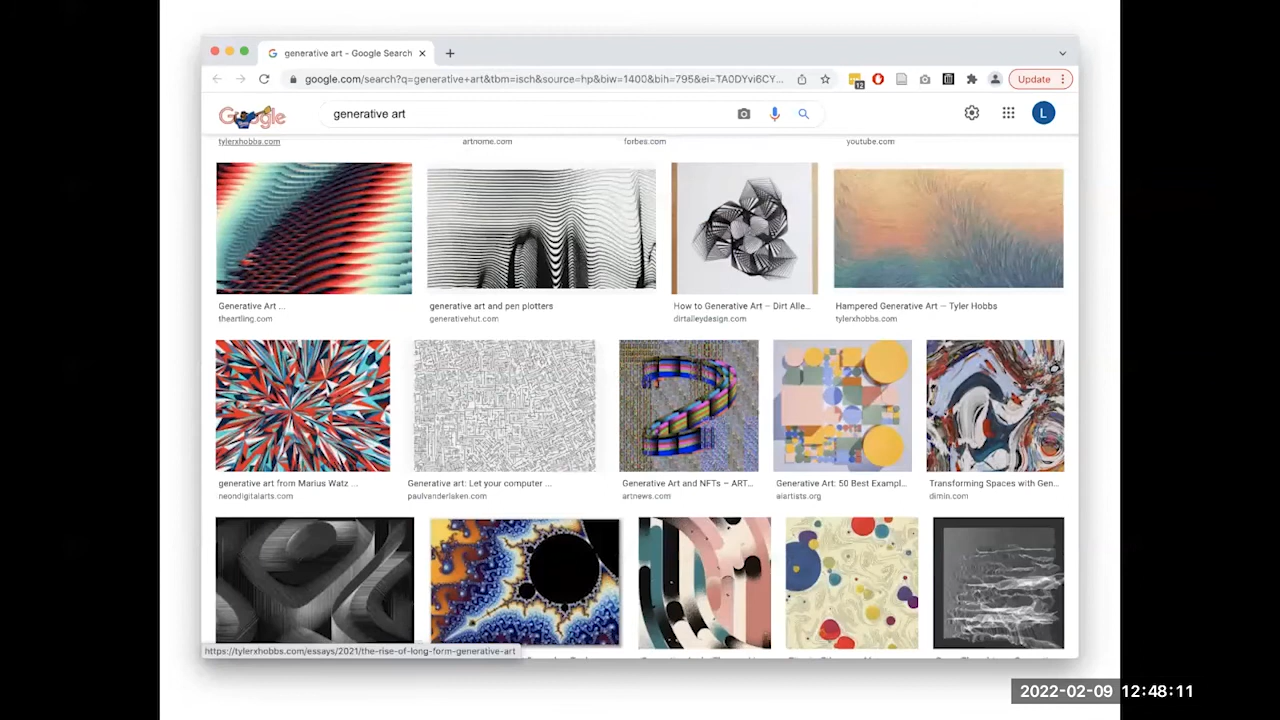 generative art - Google Search
google.com/search?q=generative+art&tbm=isch&source=hp&biw=1400&bih=795&ei=TA0DYvi6CY...
12
Update
Google
generative art
L
tylerxhobba.com
artnome.com
forbes.com
youtube.com
Generative Art ...
theartling.com
generative art and pen plotters
generativehut.com
How to Generative Art – Dirt Alle...
dirtalleydesign.com
Hampered Generative Art — Tyler Hobbs
tylerxhobba.com
generative art from Marius Watz ...
neondigitalarts.com
Generative art: Let your computer ...
paulvanderlaken.com
Generative Art and NFTs – ART...
artnews.com
Generative Art: 50 Best Exampl...
aiartists.org
Transforming Spaces with Gen...
dimin.com
https://tylerxhobbs.com/essays/2021/the-rise-of-long-form-generative-art
2022-02-09 12:48:11